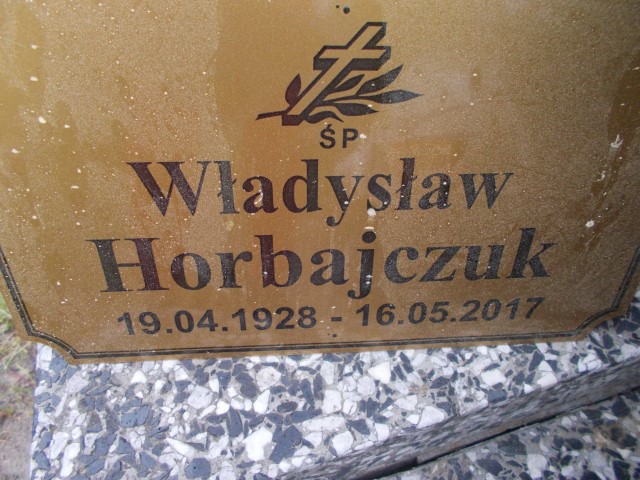 ŚP
Władysław
Horbajczuk
19.04.1928 - 16.05.2017